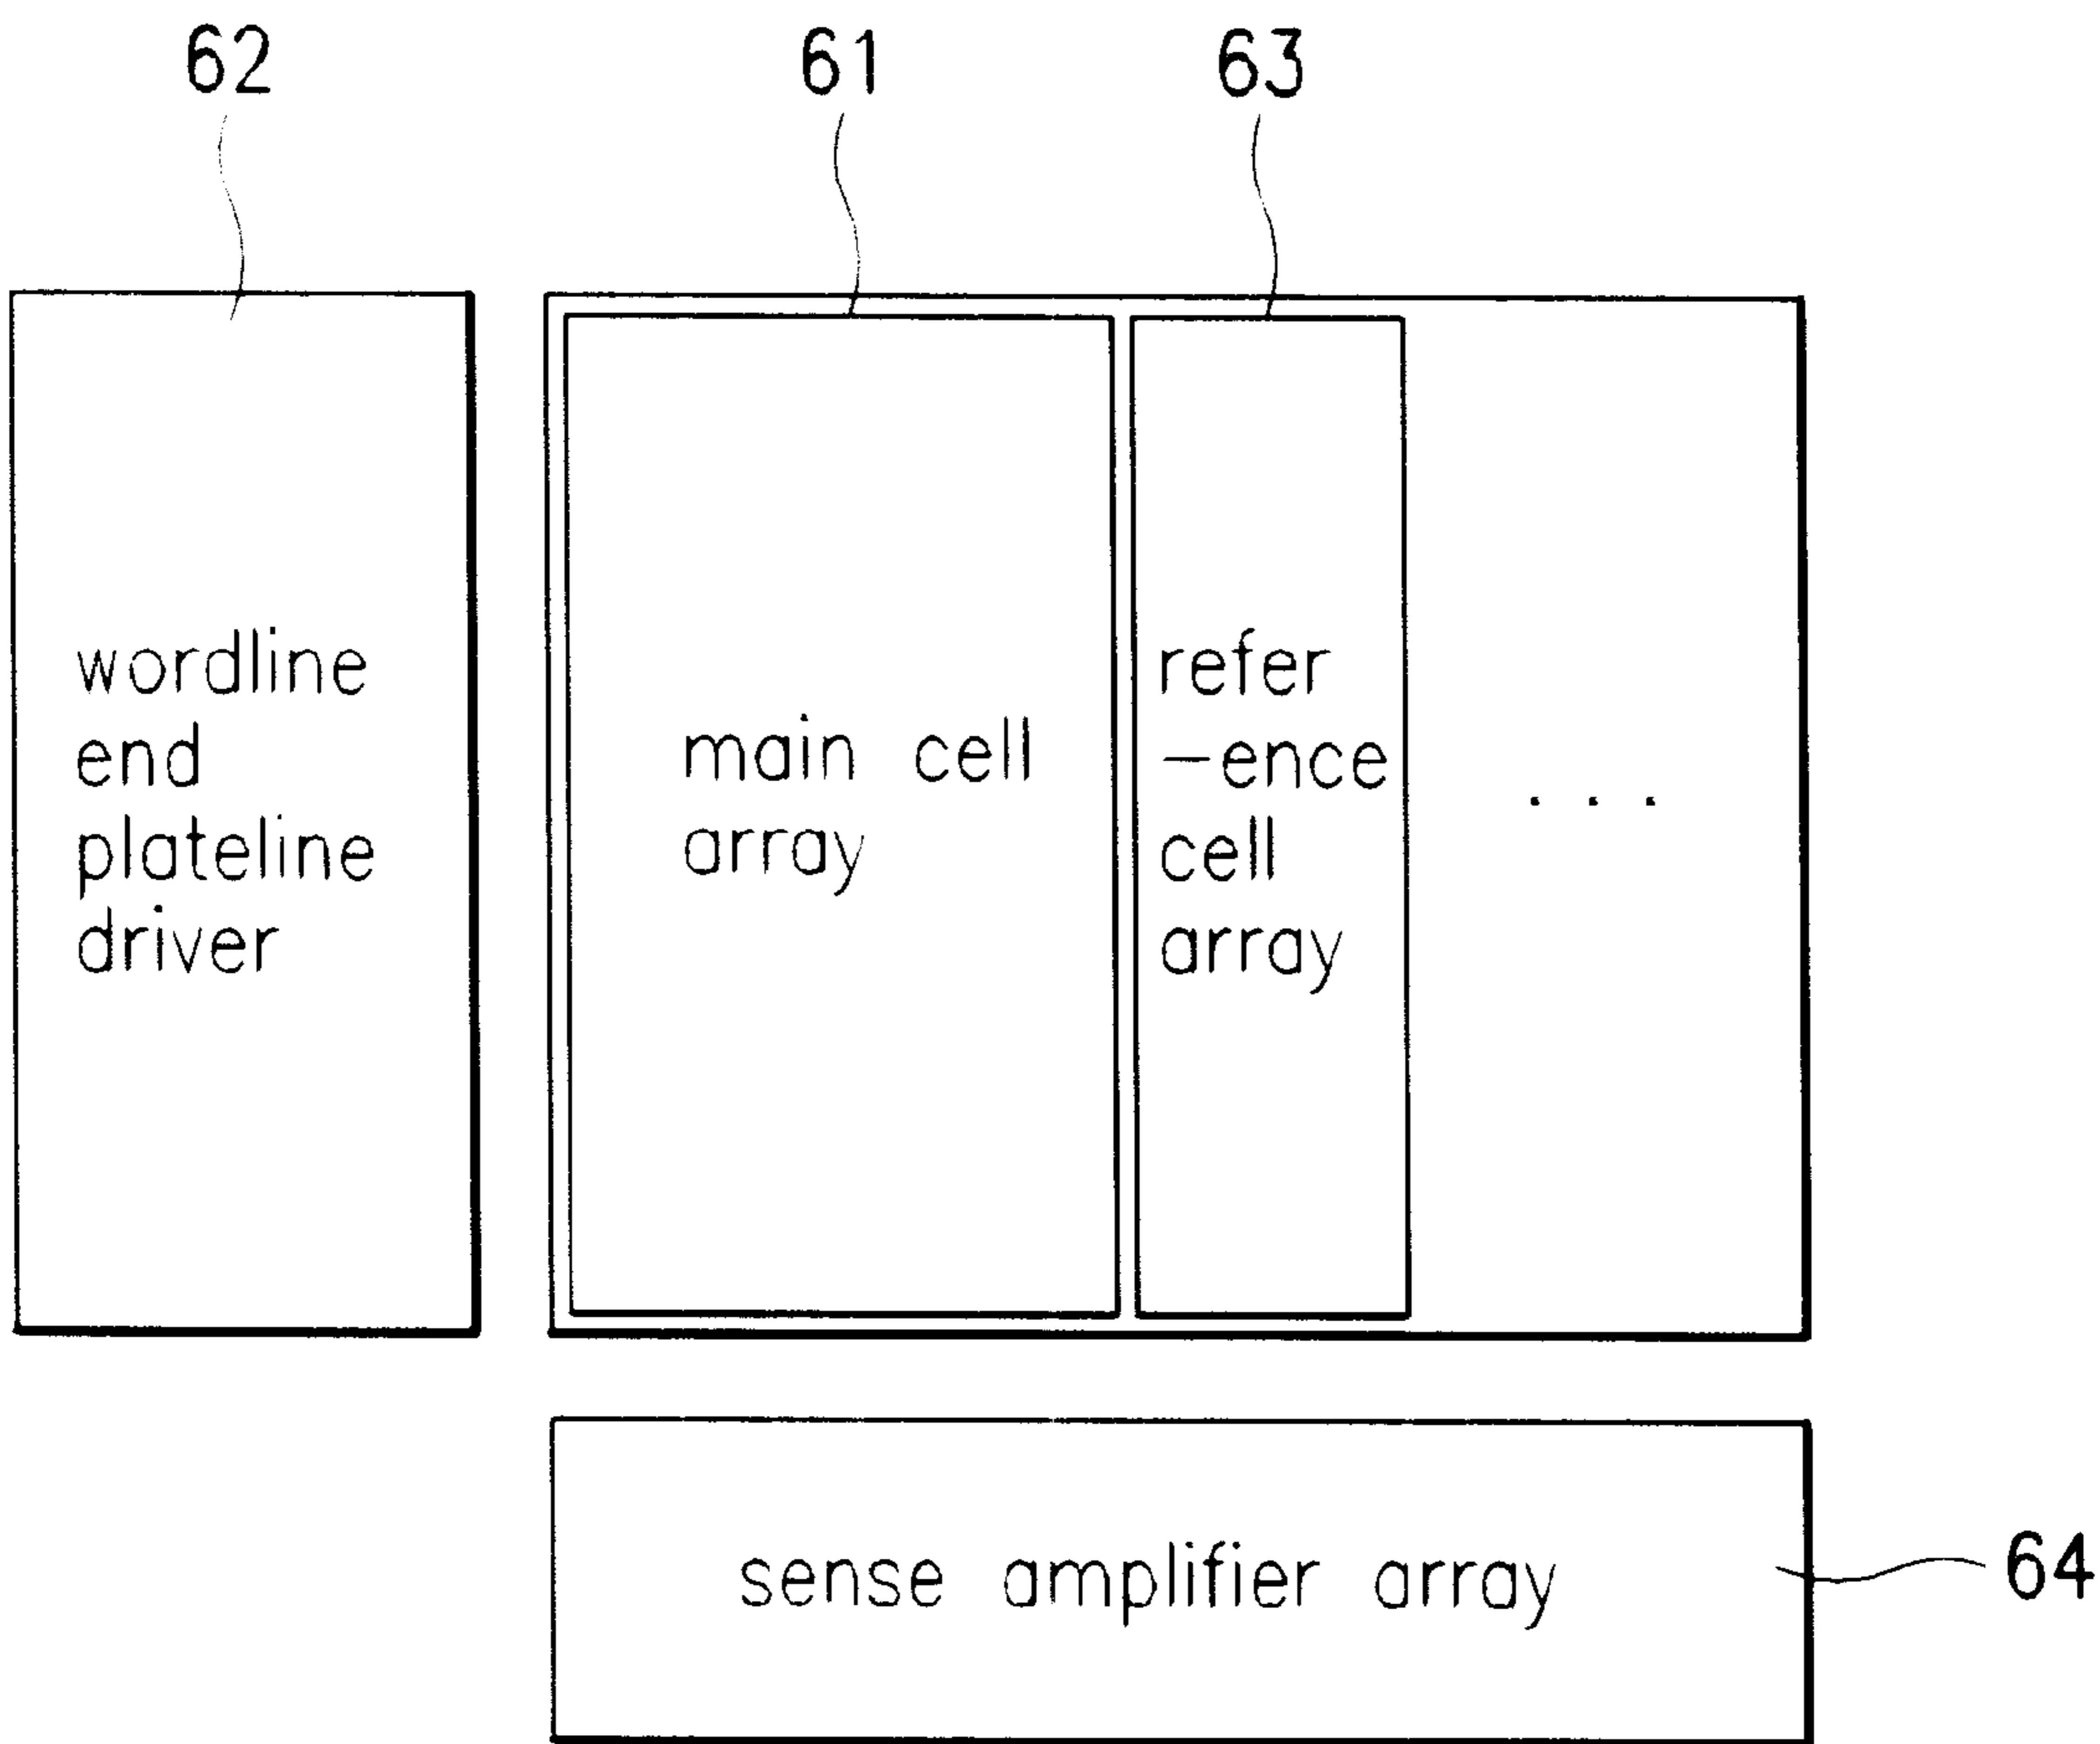 62
61
63
wordline
end
plateline
driver
main cell
array
refer
-ence
cell
array
. . .
sense amplifier array
64